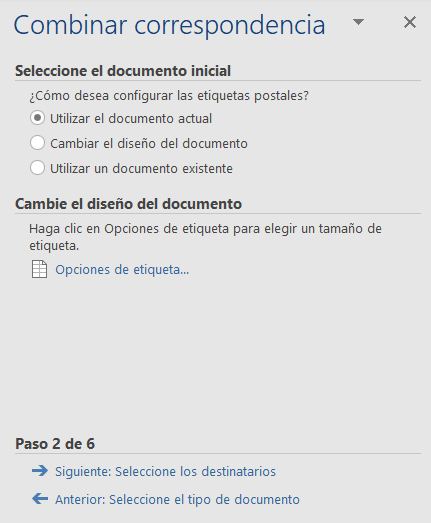 Combinar correspondencia
Seleccione el documento inicial
¿Cómo desea configurar las etiquetas postales?
Utilizar el documento actual
Cambiar el diseño del documento
Utilizar un documento existente
Cambie el diseño del documento
Haga clic en Opciones de etiqueta para elegir un tamaño de
etiqueta.
Opciones de etiqueta...
Paso 2 de 6
Siguiente: Seleccione los destinatarios
Anterior: Seleccione el tipo de documento